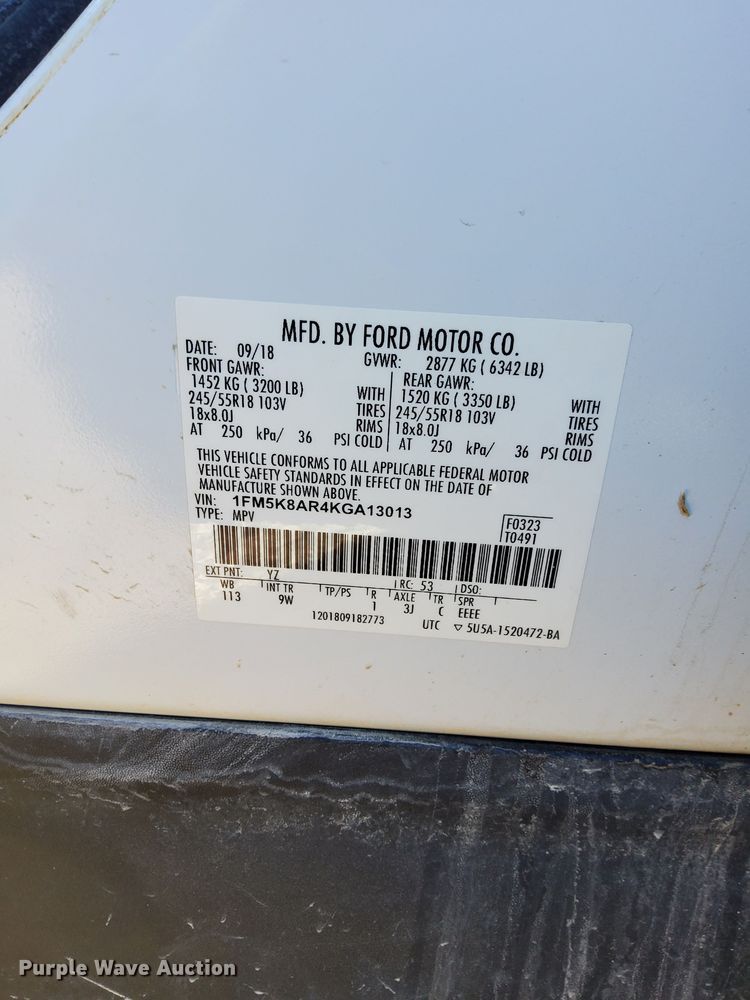 MFD. BY FORD MOTOR CO.
DATE: 09/18 GVWR: 2877 KG ( 6342 LB)
FRONT GAWR: REAR GAWR:
1452 KG ( 3200 LB) WITH 1520 KG ( 3350 LB) WITH
245/55R18 103V TIRES 245/55R18 103V TIRES
18x8.0J RIMS 18x8.0J RIMS
AT 250 kPa/ 36 PSI COLD AT 250 kPa/ 36 PSI COLD
THIS VEHICLE CONFORMS TO ALL APPLICABLE FEDERAL MOTOR
VEHICLE SAFETY STANDARDS IN EFFECT ON THE DATE OF
MANUFACTURE SHOWN ABOVE.
VIN: 1FM5K8AR4KGA13013 F0323
TYPE: MPV T0491
EXT PNT: YZ RC: 53 DSO:
WB INT TR TP/PS R AXLE TR SPR
113 9W 1 3J C EEEE
1201809182773 UTC ▽ 5U5A-1520472-BA
Purple Wave Auction